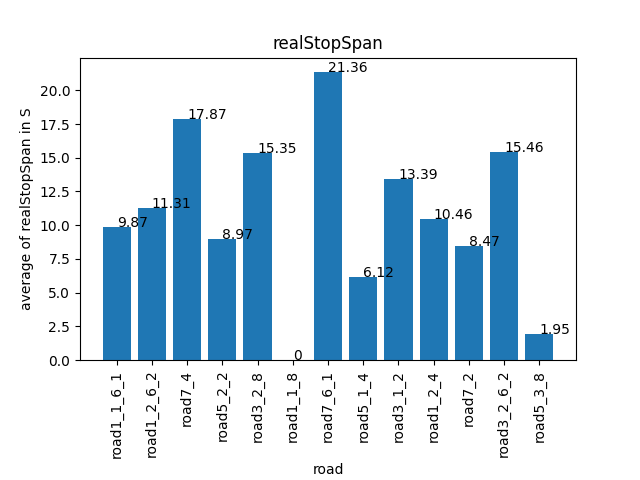 realStopSpan
average of realStopSpan in S
20.0
17.5
15.0
12.5
10.0
7.5
5.0
2.5
0.0
9.87
11.31
17.87
8.97
15.35
0
21.36
6.12
13.39
10.46
8.47
15.46
1.95
road1_1_6_1
road1_2_6_2
road7_4
road5_2_2
road3_2_8
road1_1_8
road7_6_1
road5_1_4
road3_1_2
road1_2_4
road7_2
road3_2_6_2
road5_3_8
road